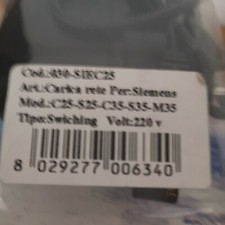 Cod.:030-SIEC25
Art.:Carica rete Per:Siemens
Mod.:C25-S25-C35-S35-M35
Tipo:Swiching Volt:220 v
8 029277 006340